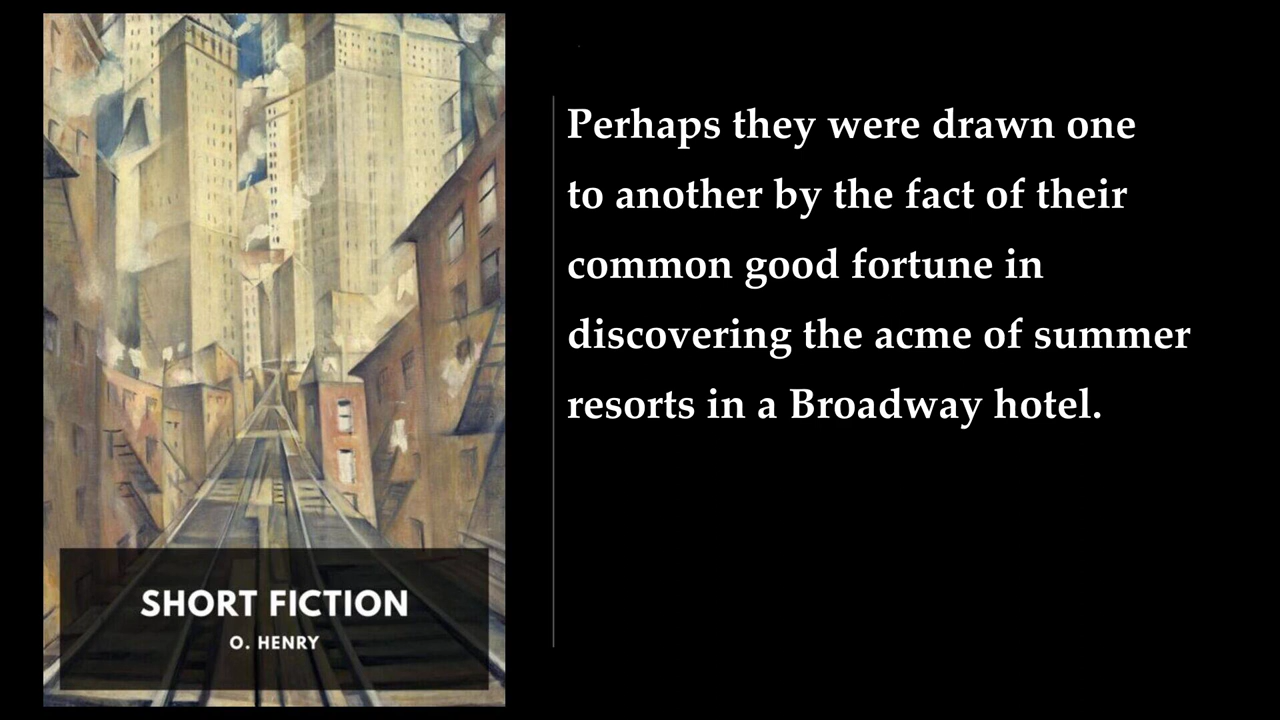 Perhaps they were drawn one
to another by the fact of their
common good fortune in
discovering the acme of summer
resorts in a Broadway hotel.
SHORT FICTION
O. HENRY